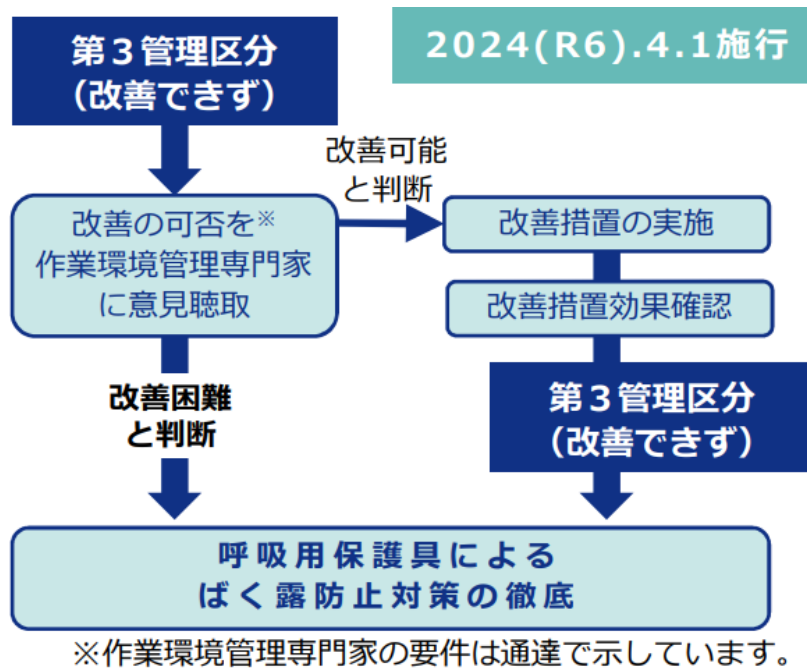 第３管理区分
（改善できず）
2024(R6).4.1施行
改善可能
と判断
改善の可否を※
作業環境管理専門家
に意見聴取
改善措置の実施
改善措置効果確認
改善困難
と判断
第３管理区分
（改善できず）
呼吸用保護具による
ばく露防止対策の徹底
※作業環境管理専門家の要件は通達で示しています。